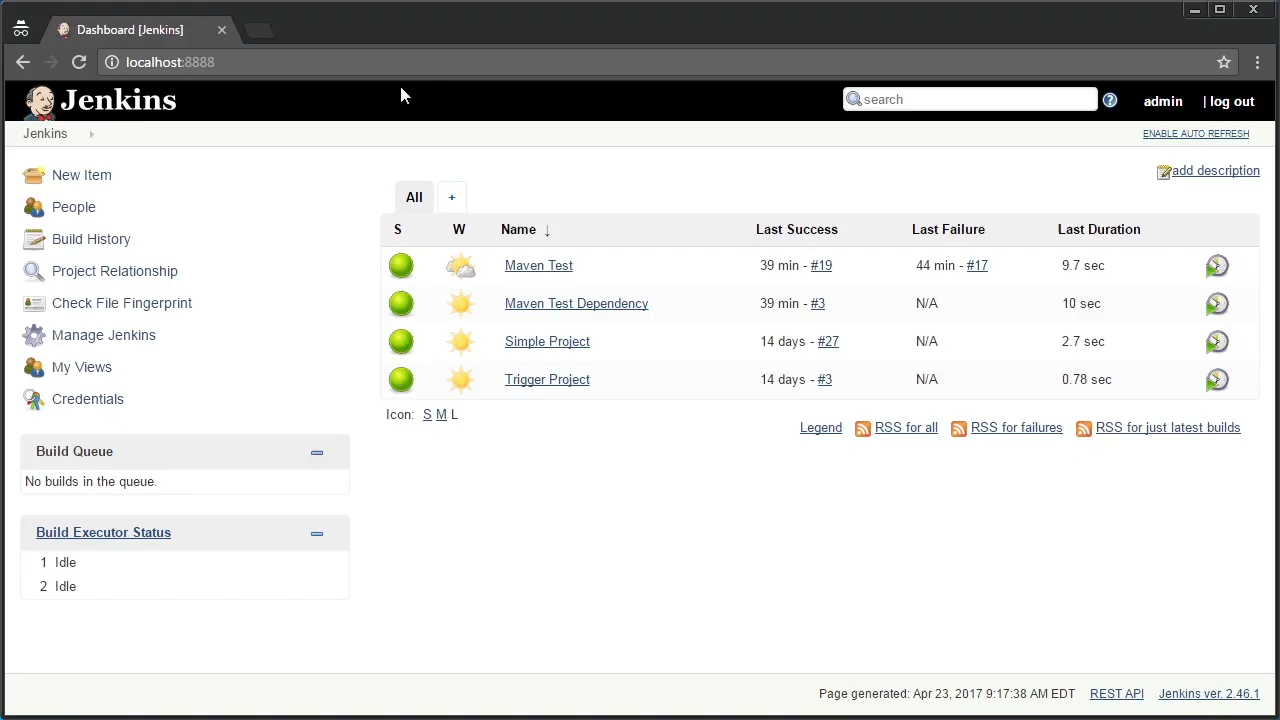 Dashboard [Jenkins]
localhost:8888
Jenkins
search
admin
| log out
Jenkins
ENABLE AUTO REFRESH
New Item
People
Build History
Project Relationship
Check File Fingerprint
Manage Jenkins
My Views
Credentials
Build Queue
No builds in the queue.
Build Executor Status
1 Idle
2 Idle
add description
All +
S W Name ↓ Last Success Last Failure Last Duration
Maven Test 39 min - #19 44 min - #17 9.7 sec
Maven Test Dependency 39 min - #3 N/A 10 sec
Simple Project 14 days - #27 N/A 2.7 sec
Trigger Project 14 days - #3 N/A 0.78 sec
Icon: S M L
Legend RSS for all RSS for failures RSS for just latest builds
Page generated: Apr 23, 2017 9:17:38 AM EDT REST API Jenkins ver. 2.46.1